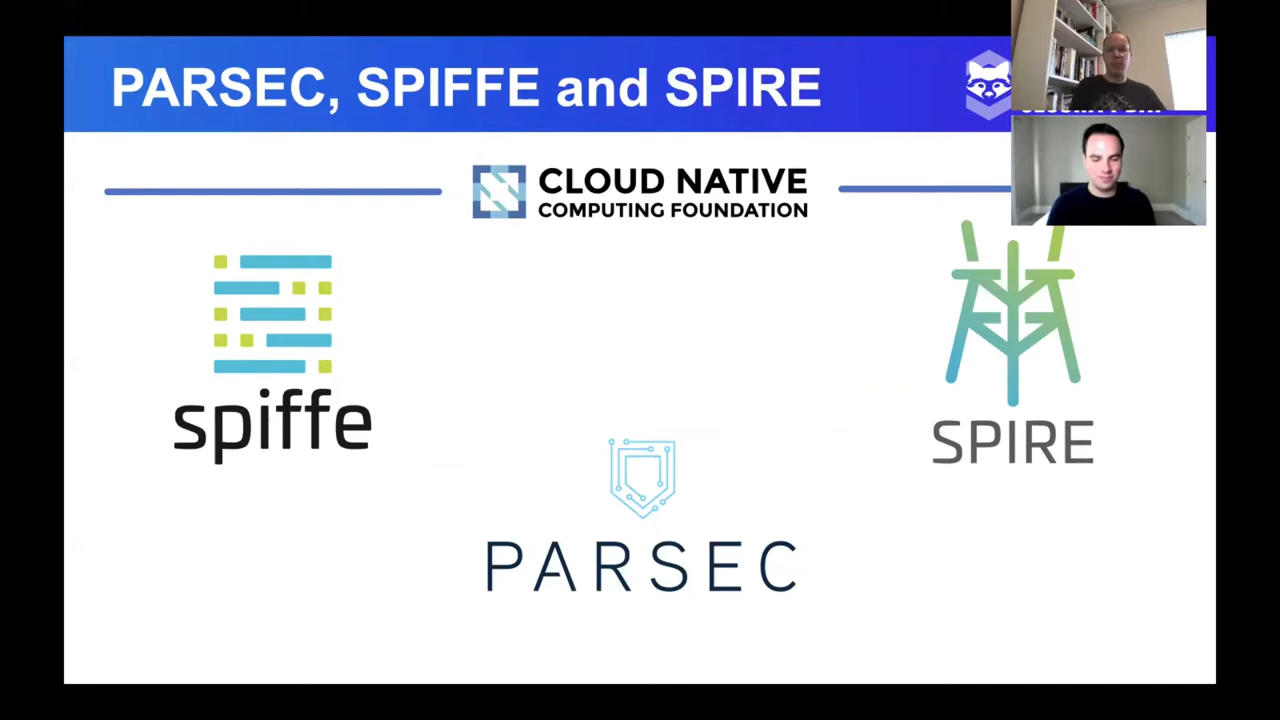 PARSEC, SPIFFE and SPIRE
CLOUD NATIVE
COMPUTING FOUNDATION
spiffe
SPIRE
PARSEC